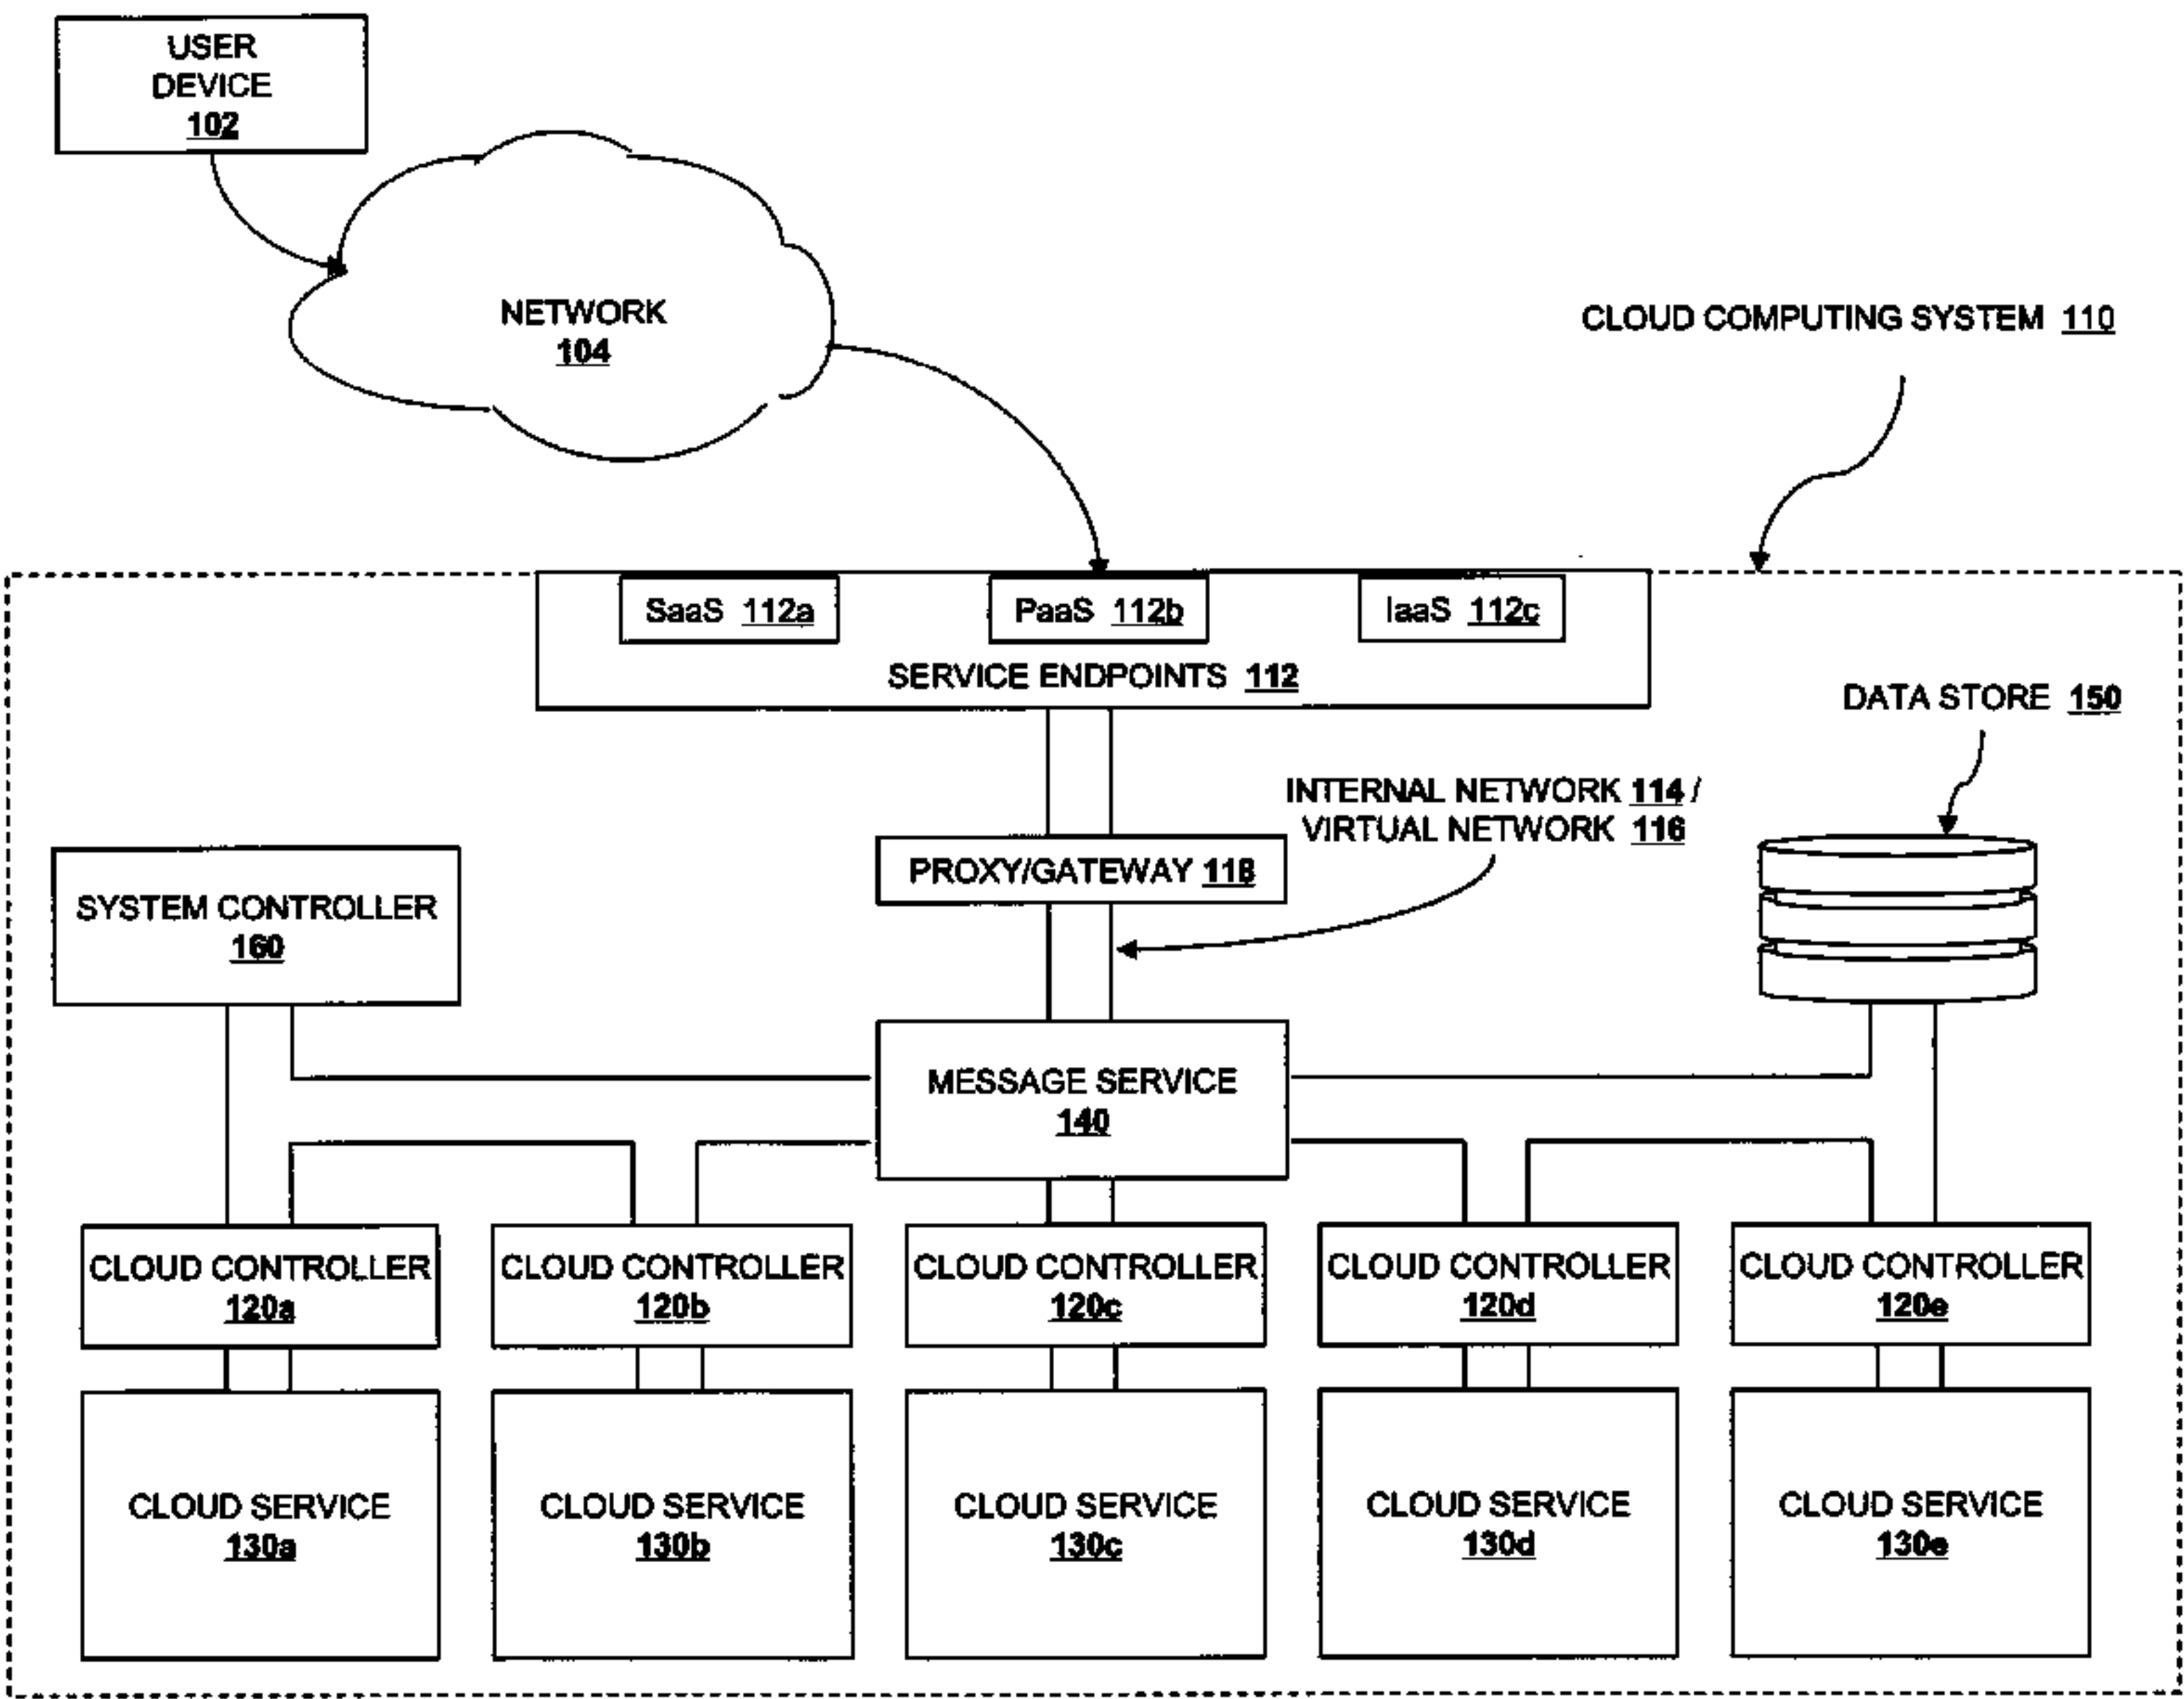 USER
DEVICE
102
NETWORK
104
CLOUD COMPUTING SYSTEM 110
SaaS 112a
PaaS 112b
IaaS 112c
SERVICE ENDPOINTS 112
DATA STORE 150
INTERNAL NETWORK 114 /
VIRTUAL NETWORK 116
PROXY/GATEWAY 118
SYSTEM CONTROLLER
160
MESSAGE SERVICE
140
CLOUD CONTROLLER
120a
CLOUD CONTROLLER
120b
CLOUD CONTROLLER
120c
CLOUD CONTROLLER
120d
CLOUD CONTROLLER
120e
CLOUD SERVICE
130a
CLOUD SERVICE
130b
CLOUD SERVICE
130c
CLOUD SERVICE
130d
CLOUD SERVICE
130e